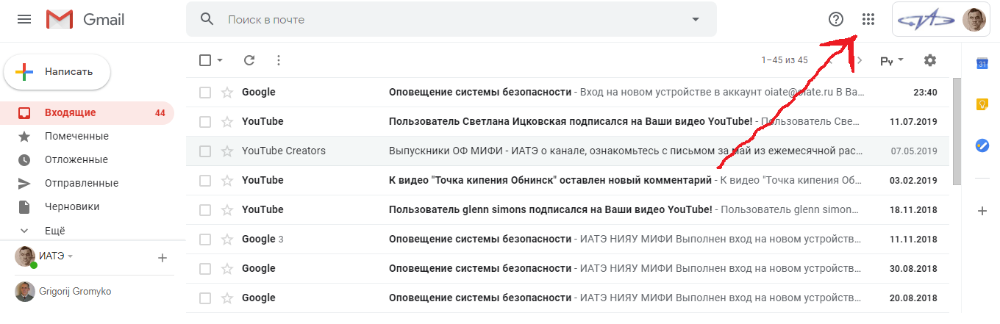 Gmail
Поиск в почте
Написать
1–45 из 45
Ру
31
Входящие 44
Помеченные
Отложенные
Отправленные
Черновики
Ещё
ИАТЭ
Grigorij Gromyko
Google Оповещение системы безопасности - Вход на новом устройстве в аккаунт oiate@oiate.ru В Ва… 23:40
YouTube Пользователь Светлана Ицковская подписался на Ваши видео YouTube! - Пользователь Све… 11.07.2019
YouTube Creators Выпускники ОФ МИФИ - ИАТЭ о канале, ознакомьтесь с письмом за май из ежемесячной рас… 07.05.2019
YouTube К видео "Точка кипения Обнинск" оставлен новый комментарий - К видео "Точка кипения Об… 03.02.2019
YouTube Пользователь glenn simons подписался на Ваши видео YouTube! - Пользователь glenn simon… 18.11.2018
Google 3 Оповещение системы безопасности - ИАТЭ НИЯУ МИФИ Выполнен вход на новом устройств… 11.11.2018
Google Оповещение системы безопасности - ИАТЭ НИЯУ МИФИ Выполнен вход на новом устройств… 30.08.2018
Google Оповещение системы безопасности - ИАТЭ НИЯУ МИФИ Выполнен вход на новом устройств… 20.08.2018